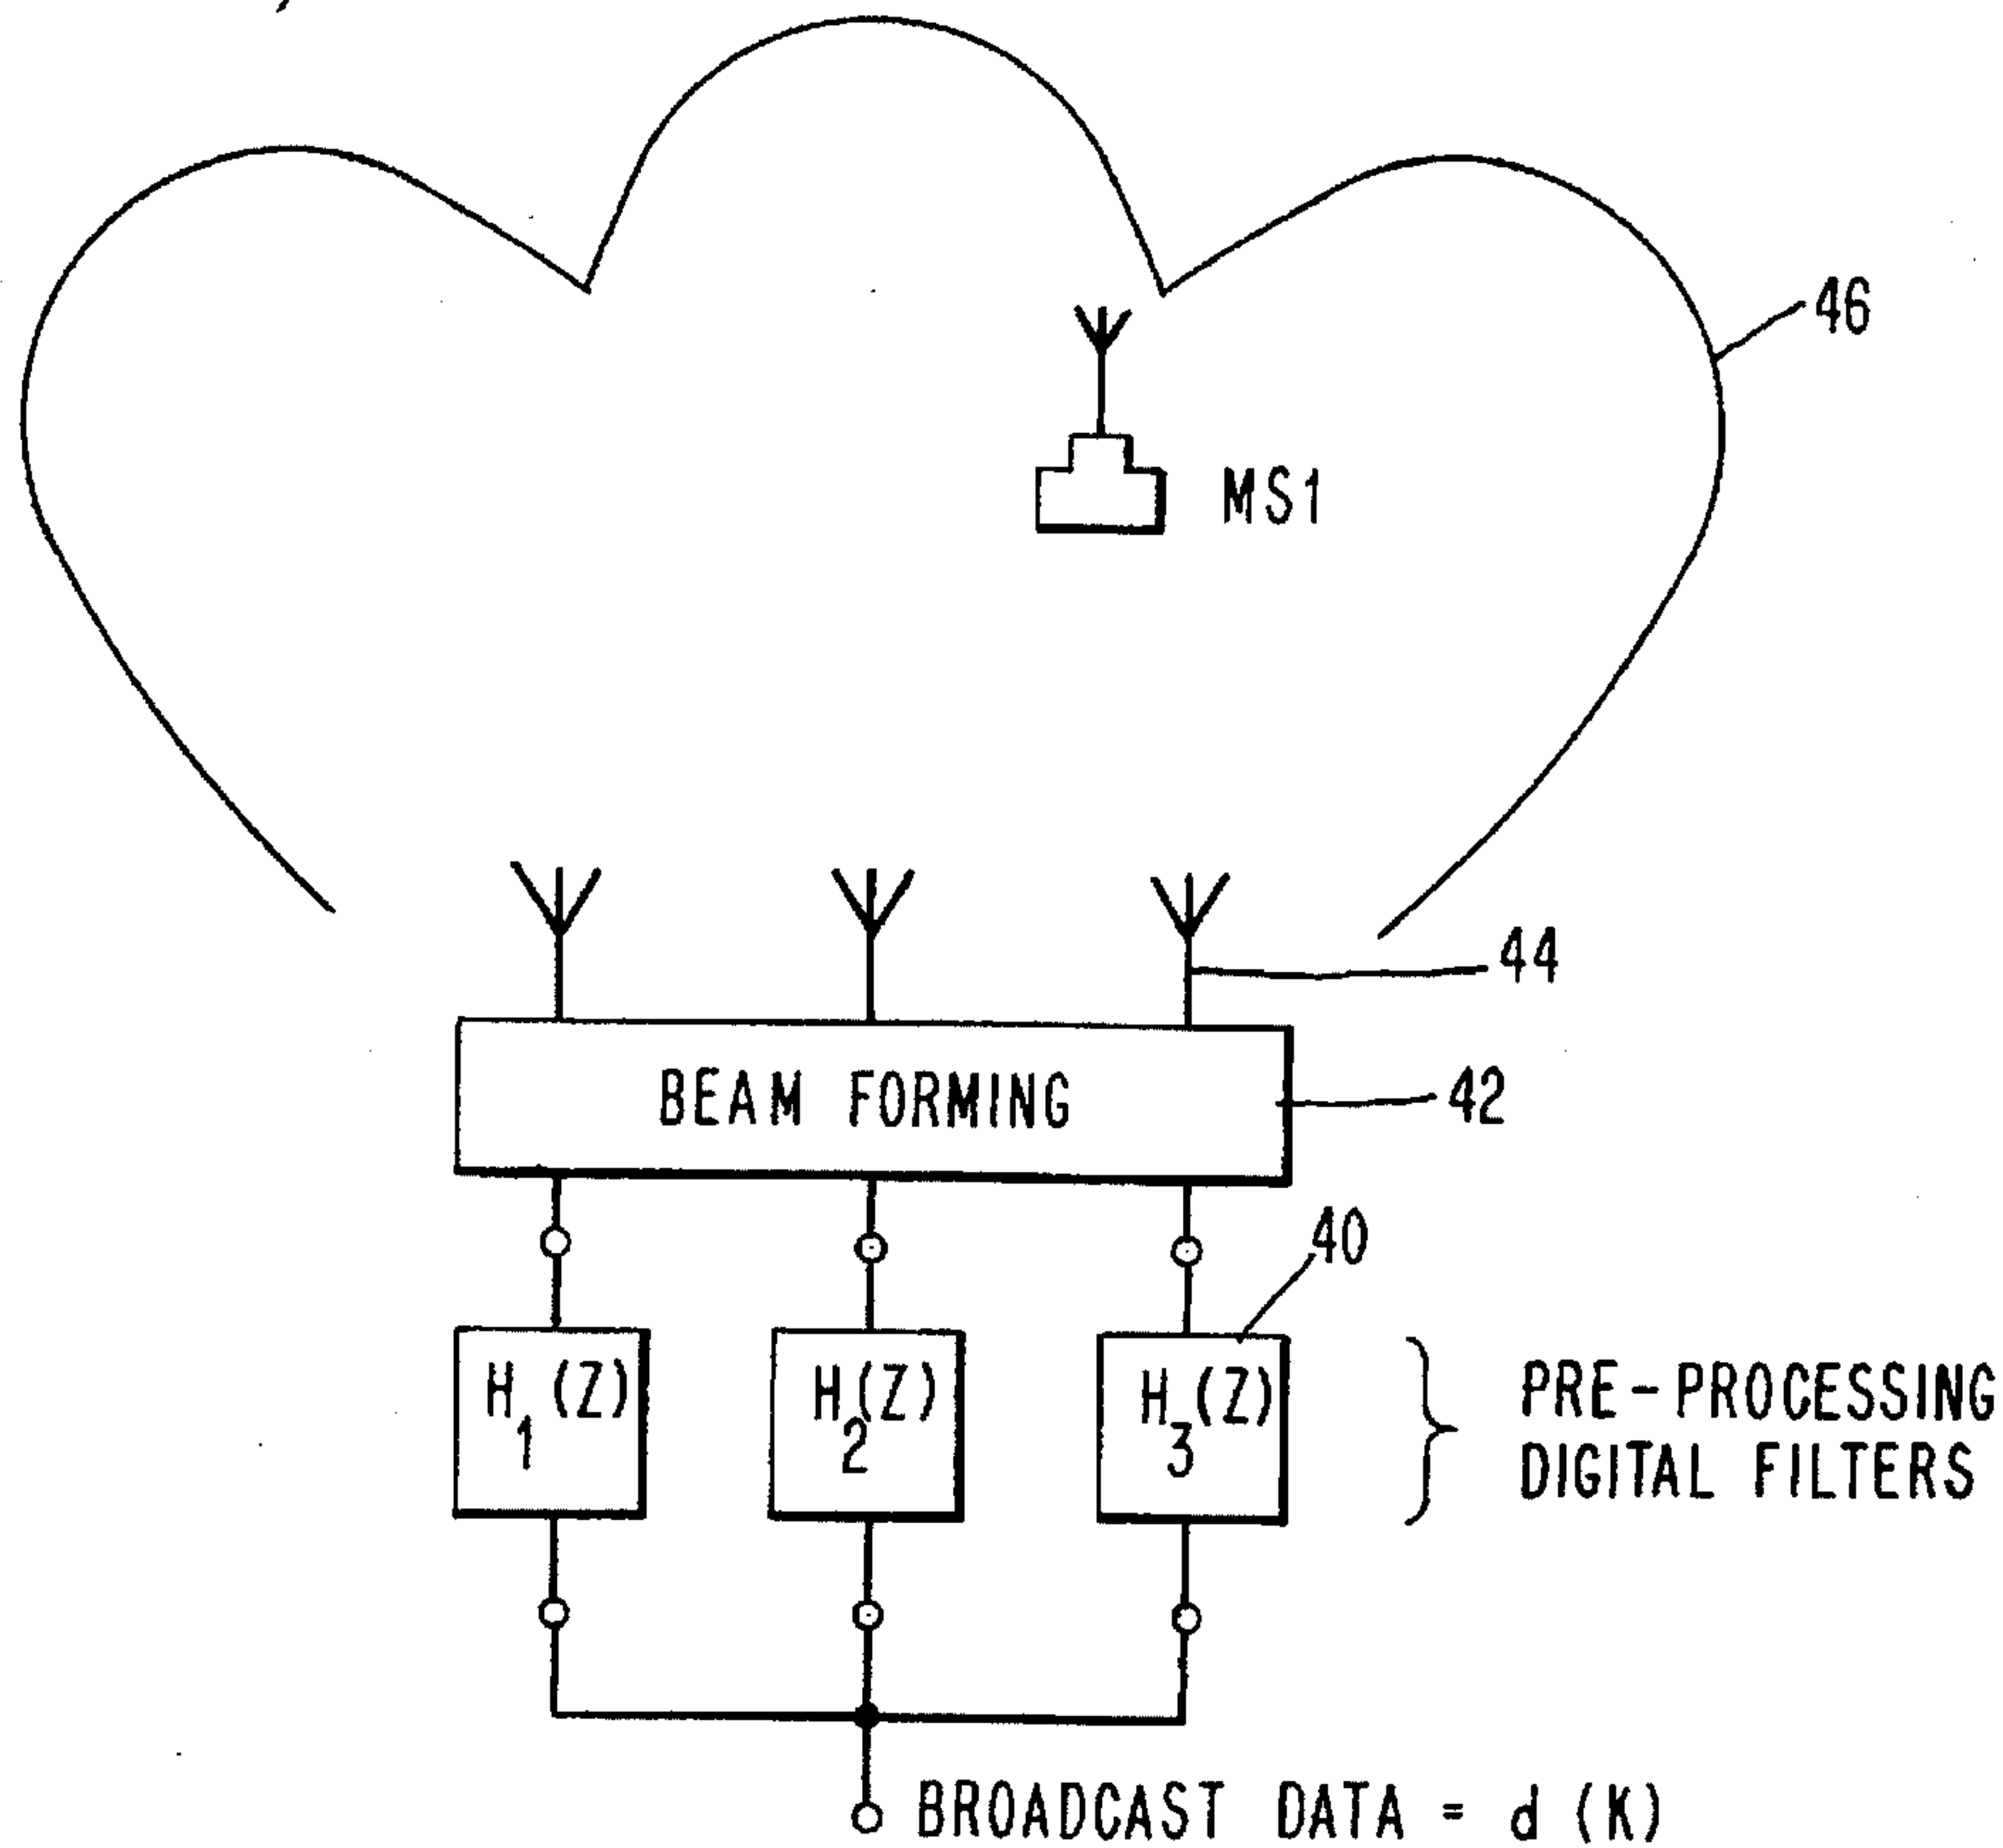 46
MS1
44
BEAM FORMING
42
40
H1(Z)
H2(Z)
H3(Z)
PRE-PROCESSING
DIGITAL FILTERS
BROADCAST DATA = d (K)